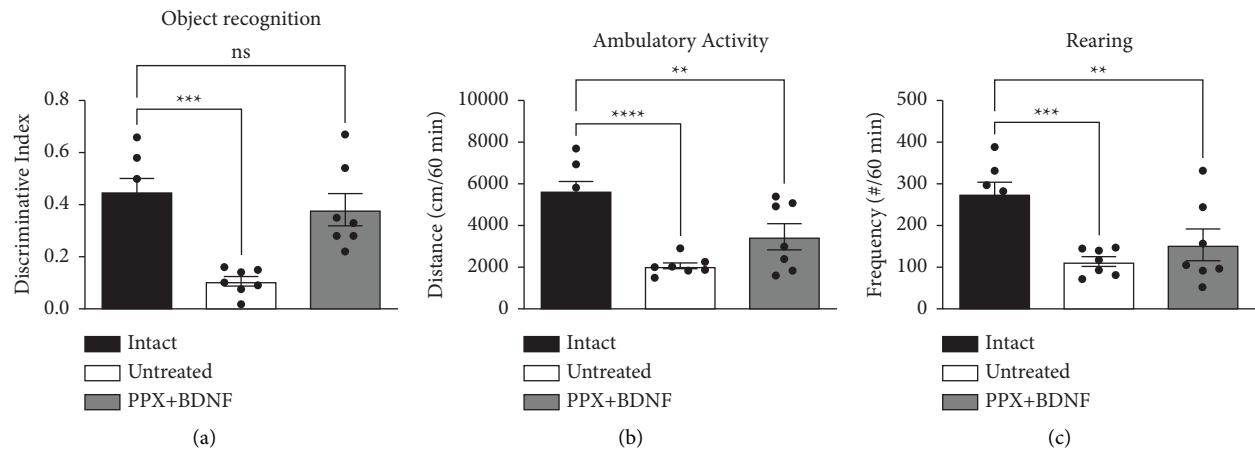 Object recognition
ns
***
0.8
0.6
0.4
0.2
0.0
Discriminative Index
Intact
Untreated
PPX+BDNF
(a)
Ambulatory Activity
**
****
10000
8000
6000
4000
2000
0
Distance (cm/60 min)
Intact
Untreated
PPX+BDNF
(b)
Rearing
**
***
500
400
300
200
100
0
Frequency (#/60 min)
Intact
Untreated
PPX+BDNF
(c)